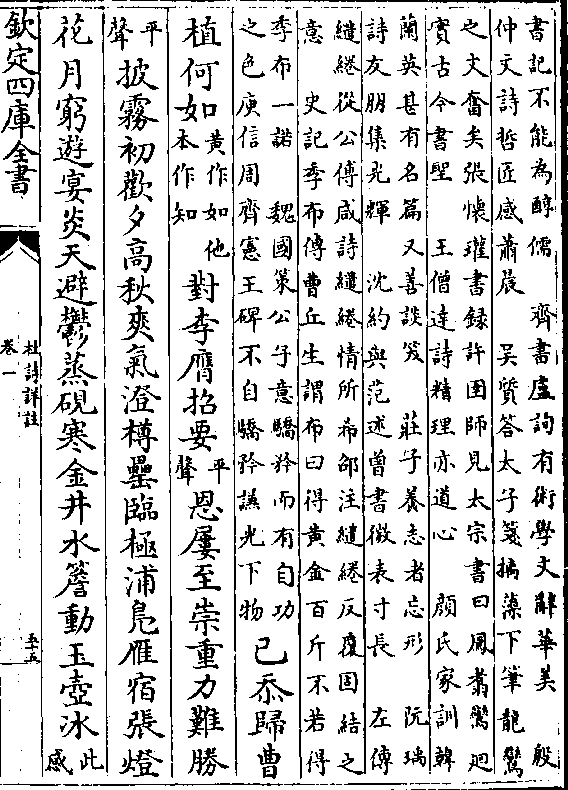 書記不能為醇儒　齊書盧詢有術學文辭華美　殷
仲文詩哲匠感蕭晨　吳質答太子箋摛藻下筆龍鸞
之文奮矣張懷瓘書録許圉師見太宗書曰鳳翥鸞迴
實古今書聖　王僧達詩精理亦道心　顔氏家訓韓
蘭英甚有名篇又善談笑　莊子養志者忘形　阮瑀
詩友朋集光輝　沈約與范述曾書微表寸長　左傳
繾綣從公傅咸詩繾綣情所希邵注繾綣反覆固結之
意　史記季布傳曹丘生謂布曰得黃金百斤不若得
季布一諾　魏國策公子意驕矜而有自功
之色庾信周齊憲王碑不自驕矜謙光下物
已忝歸曹
植何如黃作如他本作知對李膺招要平聲恩屢至崇重力難勝
平聲披霧初歡夕高秋爽氣澄樽罍臨極浦鳬雁宿張燈
花月窮遊宴炎天避鬱蒸硯寒金井水簷動玉壺冰此感
欽定四庫全書
杜詩詳註
卷一
五十五